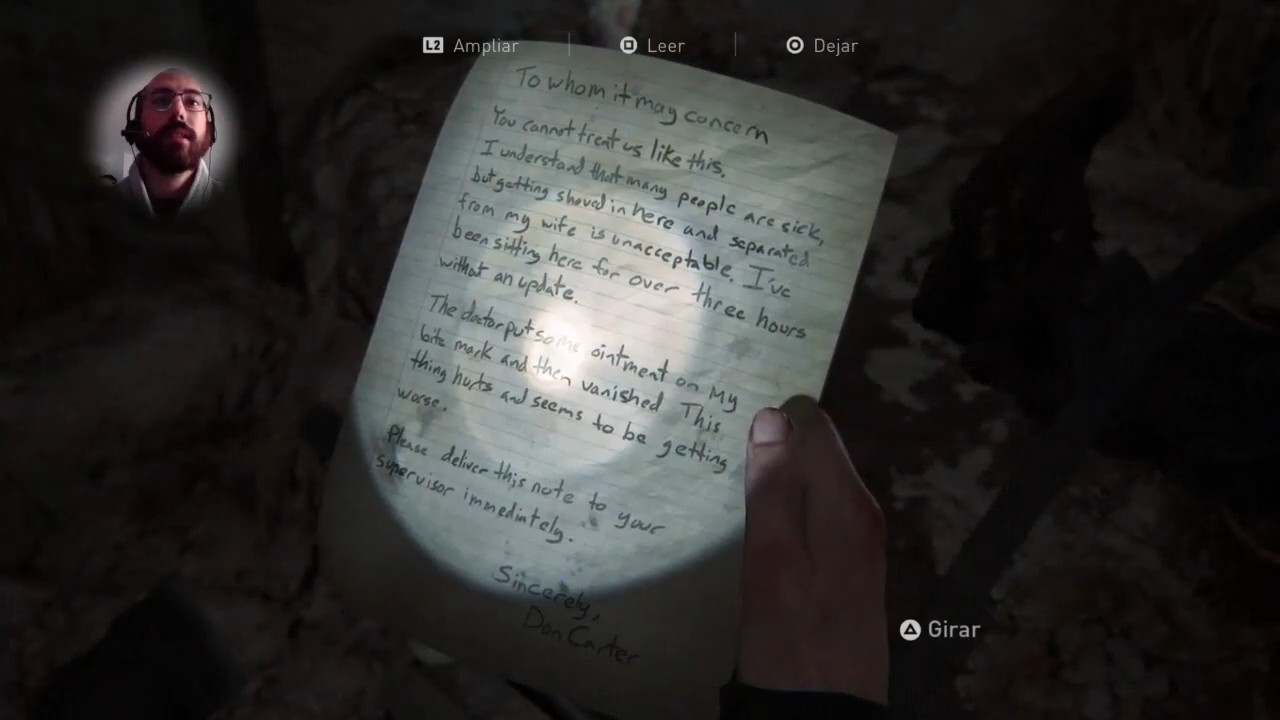 L2 Ampliar
Leer
Dejar
To whom it may concern
You cannot treat us like this.
I understand that many people are sick,
but getting shoved in here and separated
from my wife is unacceptable. I've
been sitting here for over three hours
without an update.
The doctor put some ointment on my
bite mark and then vanished This
thing hurts and seems to be getting
worse.
Please deliver this note to your
supervisor immediately.
Sincerely,
Don Carter
Girar